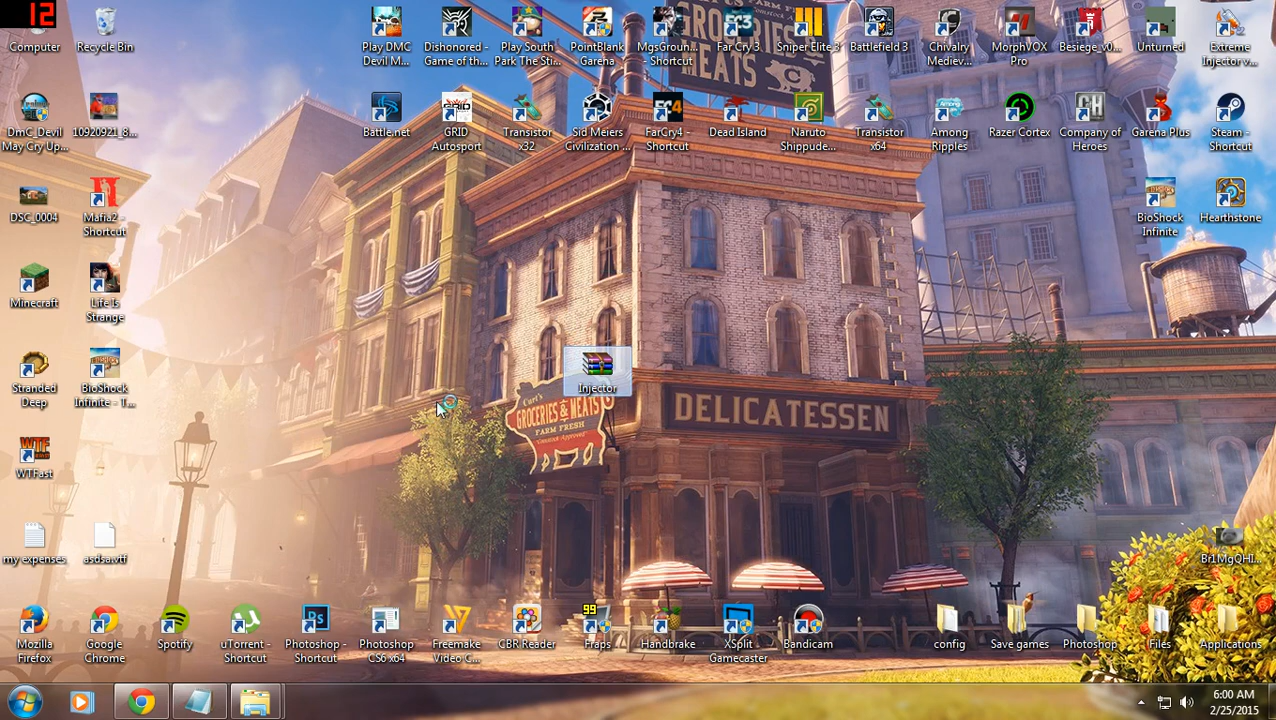 12
Computer
Recycle Bin
Play DMC
Devil M...
Dishonored -
Game of th...
Play South
Park The Sti...
PointBlank
Garena
MgsGroun...
- Shortcut
Far Cry 3
Sniper Elite 3
Battlefield 3
Chivalry
Mediev...
MorphVOX
Pro
Besiege_v0...
Unturned
Extreme
Injector v...
GROCERIES &
MEATS
DmC_Devil
May Cry Up...
10920921_8...
Battle.net
GRID
Autosport
Transistor
x32
Sid Meiers
Civilization ...
FarCry4 -
Shortcut
Dead Island
Naruto
Shippude...
Transistor
x64
Among
Ripples
Razer Cortex
Company of
Heroes
Garena Plus
Steam -
Shortcut
DSC_0004
Mafia2 -
Shortcut
BioShock
Infinite
Hearthstone
Minecraft
Life Is
Strange
Stranded
Deep
BioShock
Infinite - T...
Injector
Curt's
GROCERIES & MEATS
FARM FRESH
DELICATESSEN
WTFast
my expenses
asdsa.vtf
Br1MgQHI...
Mozilla
Firefox
Google
Chrome
Spotify
uTorrent -
Shortcut
Photoshop -
Shortcut
Photoshop
CS6 x64
Freemake
Video C...
CBR Reader
99
Fraps
Handbrake
XSplit
Gamecaster
Bandicam
config
Save games
Photoshop
Files
Applications
6:00 AM
2/25/2015